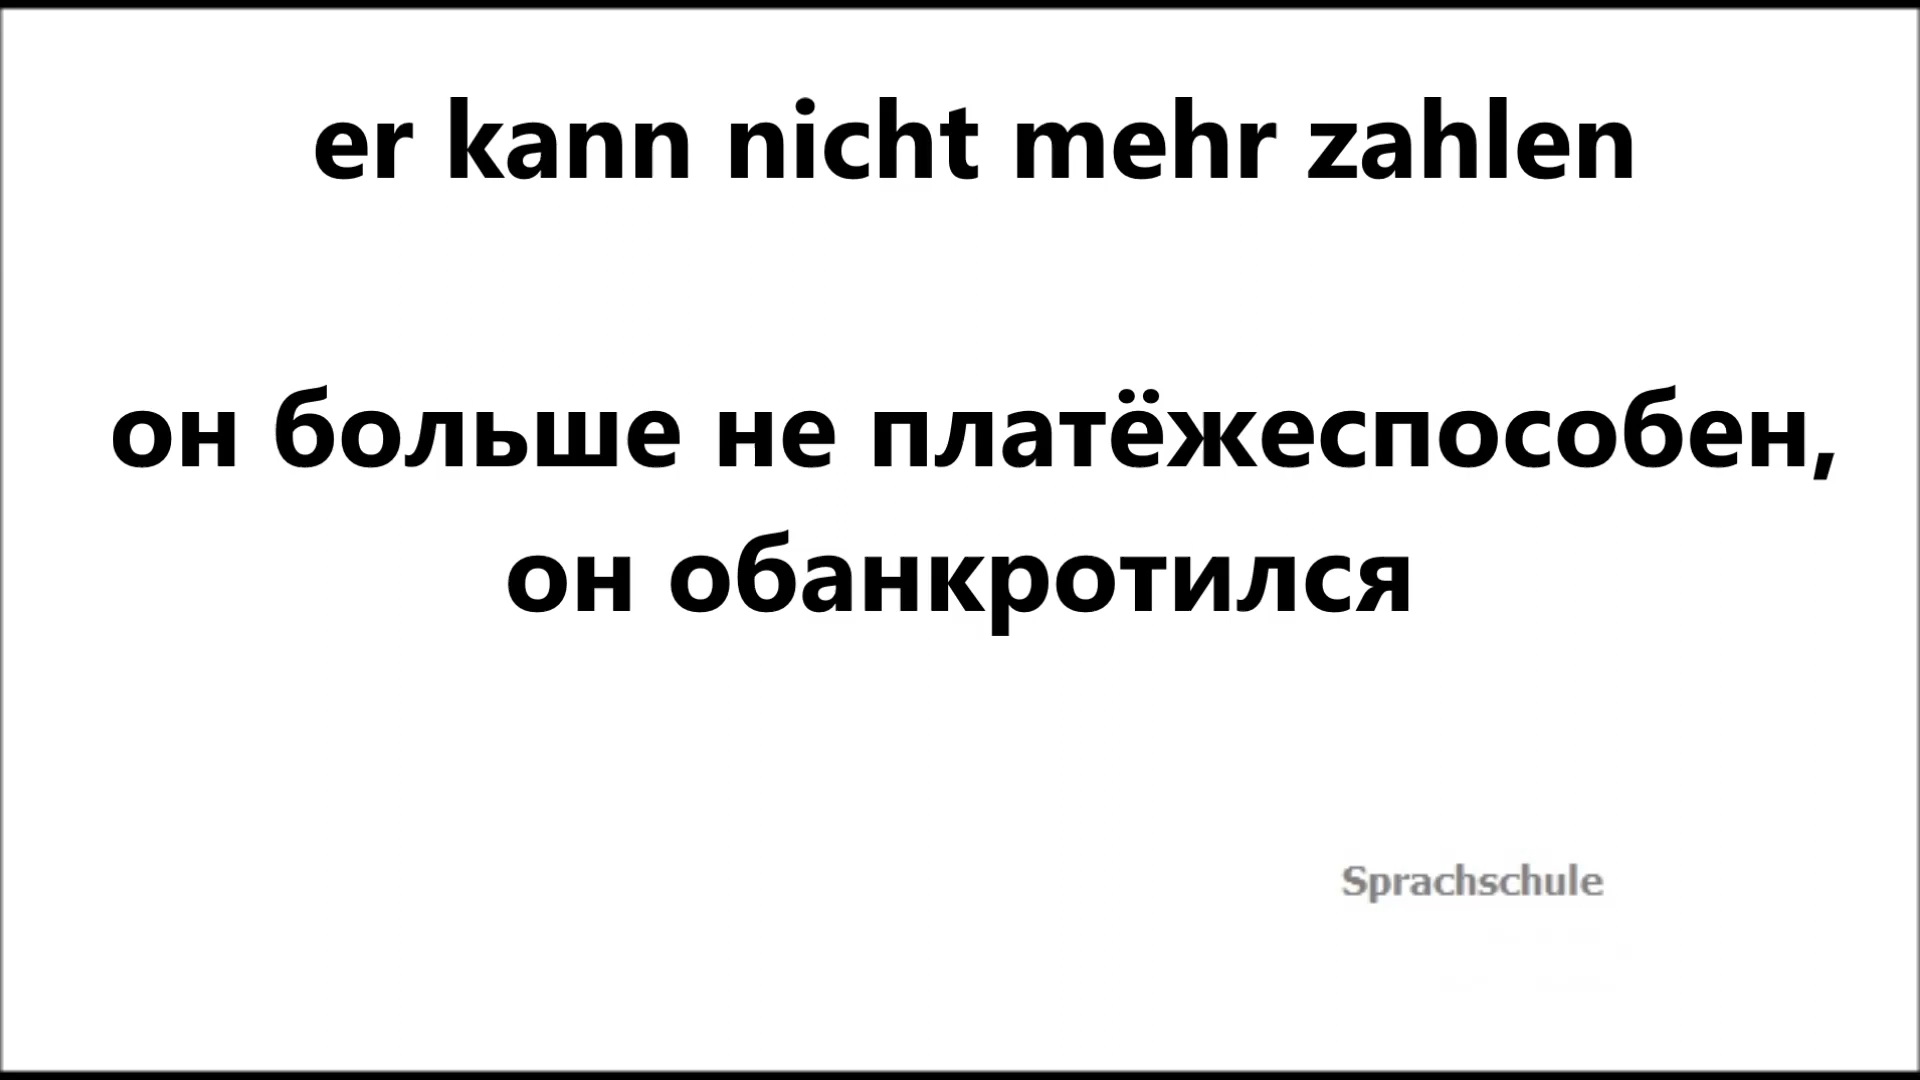 er kann nicht mehr zahlen
он больше не платёжеспособен,
он обанкротился
Sprachschule